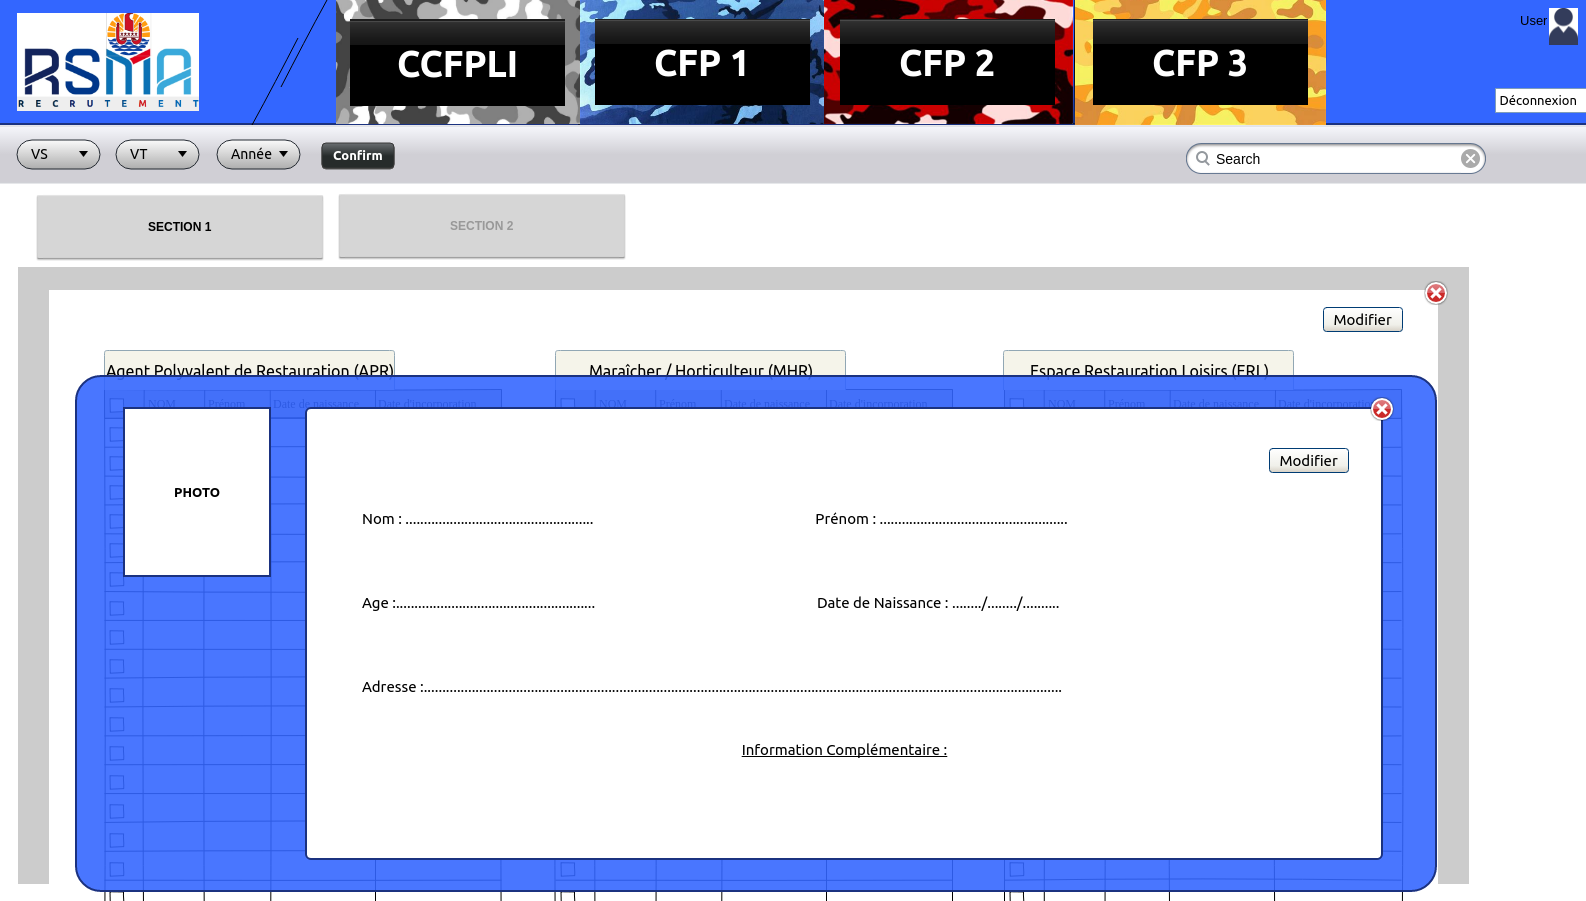 RSMA
RECRUTEMENT
CCFPLI
CFP 1
CFP 2
CFP 3
User
Déconnexion
VS
VT
Année
Confirm
Search
SECTION 1
SECTION 2
Modifier
Agent Polyvalent de Restauration (APR)
Maraîcher / Horticulteur (MHR)
Espace Restauration Loisirs (ERL)
NOM Prénom Date de naissance Date d'incorporation
NOM Prénom Date de naissance Date d'incorporation
NOM Prénom Date de naissance Date d'incorporation
PHOTO
Modifier
Nom : ...................................................
Prénom : ...................................................
Age :......................................................
Date de Naissance : ......../......../..........
Adresse :.............................................................................................................................................................................
Information Complémentaire :